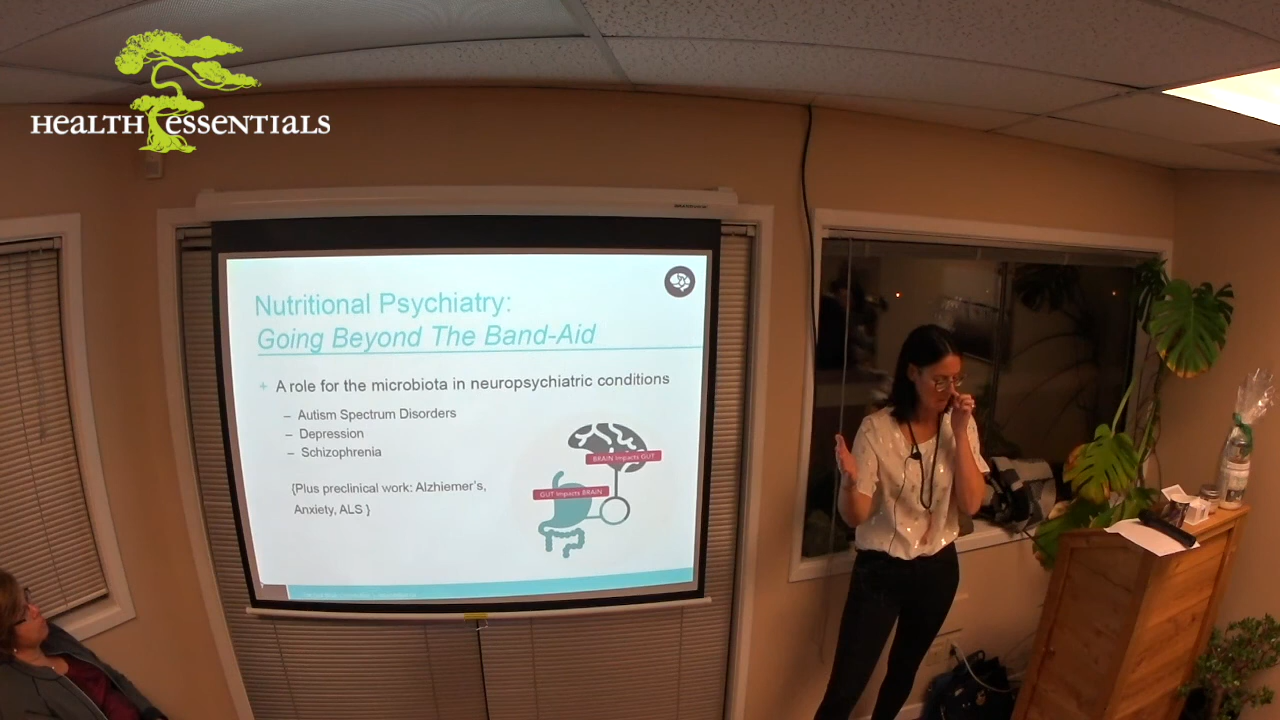 HEALTH ESSENTIALS
Nutritional Psychiatry:
Going Beyond The Band-Aid
+ A role for the microbiota in neuropsychiatric conditions
– Autism Spectrum Disorders
– Depression
– Schizophrenia
{Plus preclinical work: Alzhiemer's,
Anxiety, ALS }
BRAIN Impacts GUT
GUT Impacts BRAIN